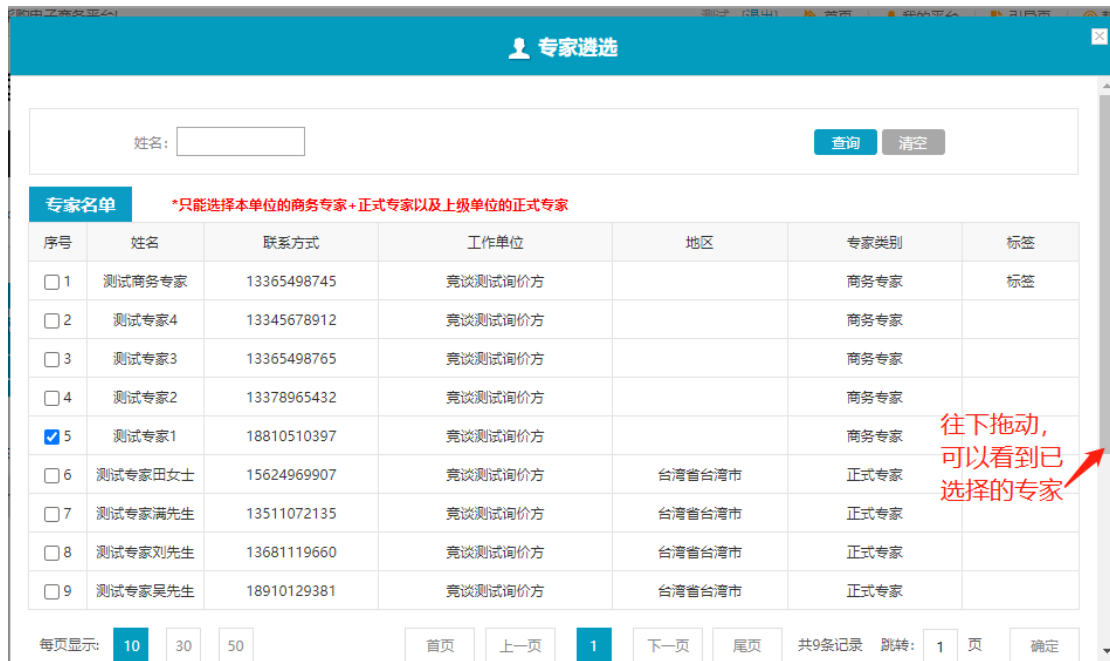 测试 [退出] 首页 我的平台 引导页
专家遴选
姓名：
查询 清空
专家名单 *只能选择本单位的商务专家+正式专家以及上级单位的正式专家
序号 姓名 联系方式 工作单位 地区 专家类别 标签
1 测试商务专家 13365498745 竞谈测试询价方 商务专家 标签
2 测试专家4 13345678912 竞谈测试询价方 商务专家
3 测试专家3 13365498765 竞谈测试询价方 商务专家
4 测试专家2 13378965432 竞谈测试询价方 商务专家
5 测试专家1 18810510397 竞谈测试询价方 商务专家
6 测试专家田女士 15624969907 竞谈测试询价方 台湾省台湾市 正式专家
7 测试专家满先生 13511072135 竞谈测试询价方 台湾省台湾市 正式专家
8 测试专家刘先生 13681119660 竞谈测试询价方 台湾省台湾市 正式专家
9 测试专家吴先生 18910129381 竞谈测试询价方 台湾省台湾市 正式专家
往下拖动，
可以看到已
选择的专家
每页显示: 10 30 50 首页 上一页 1 下一页 尾页 共9条记录 跳转: 1 页 确定